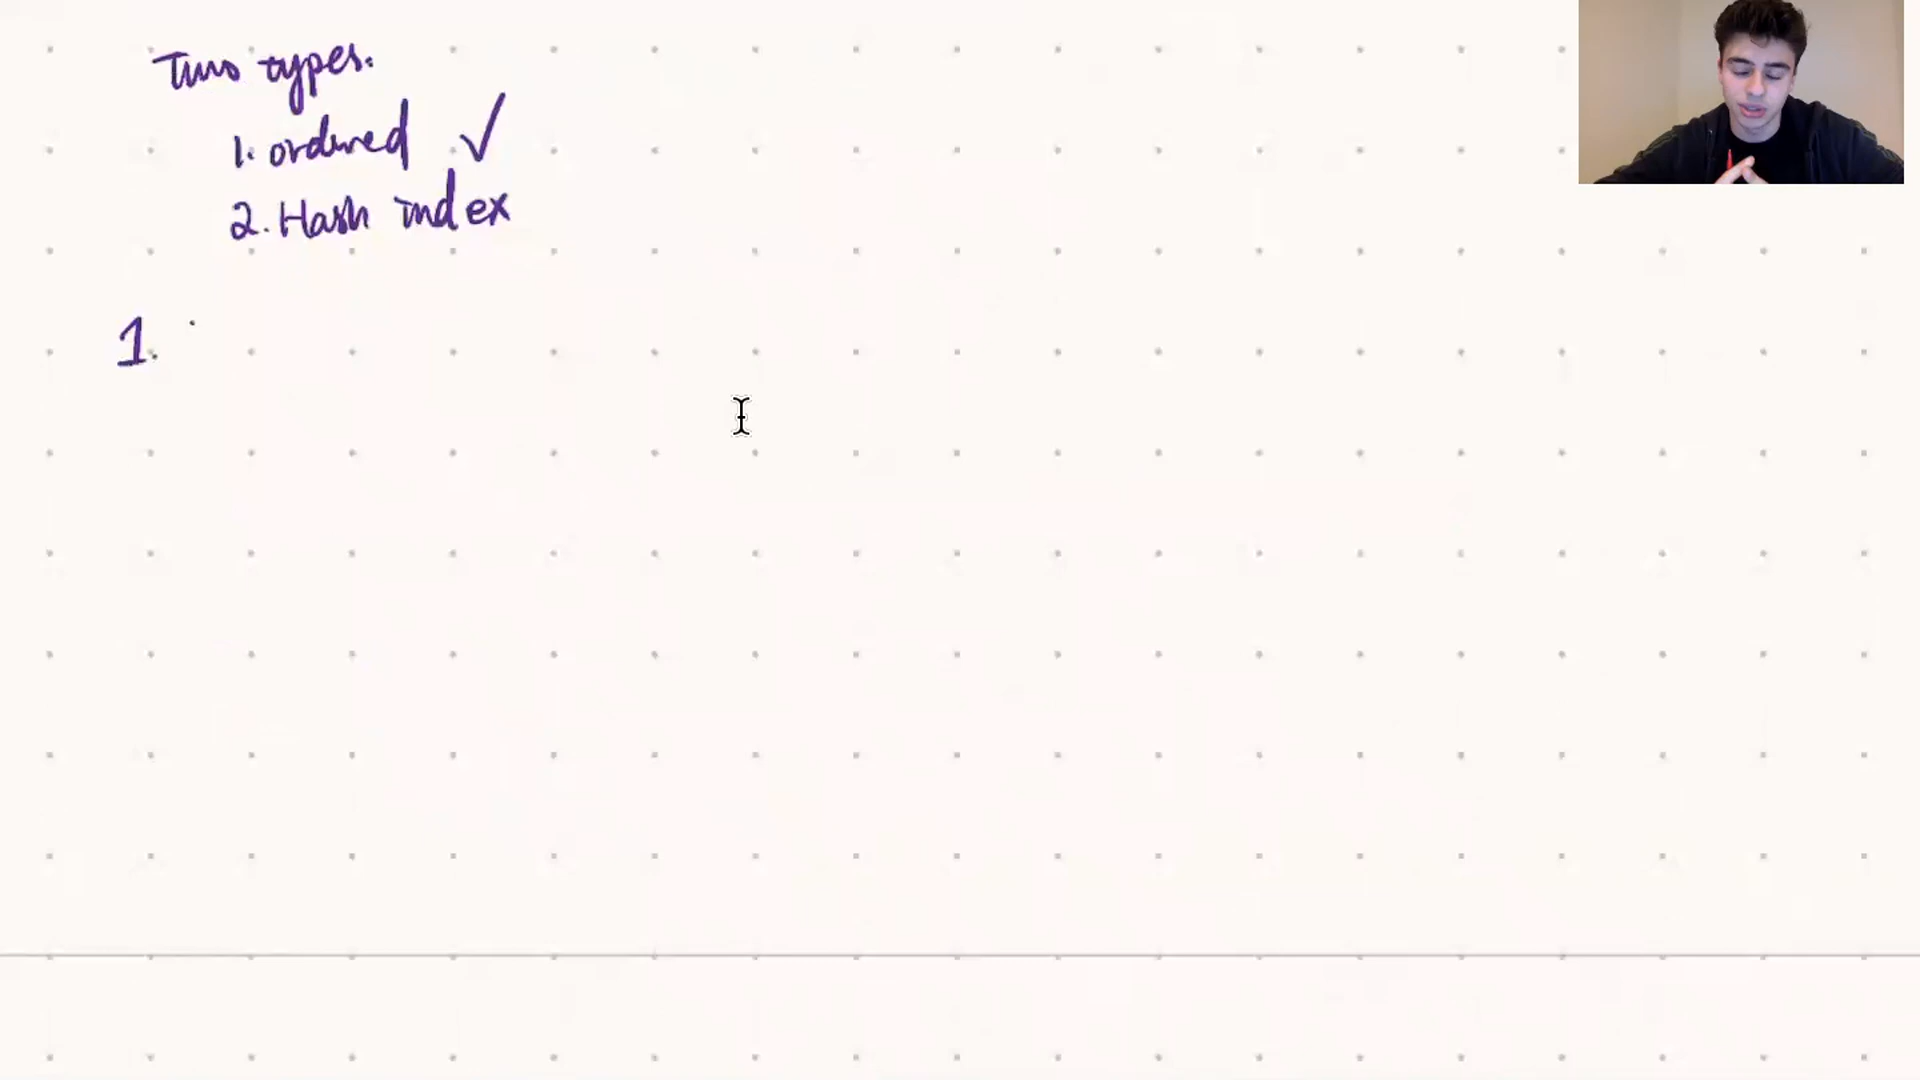 Two types.
1. ordered ✓
2. Hash index
1.